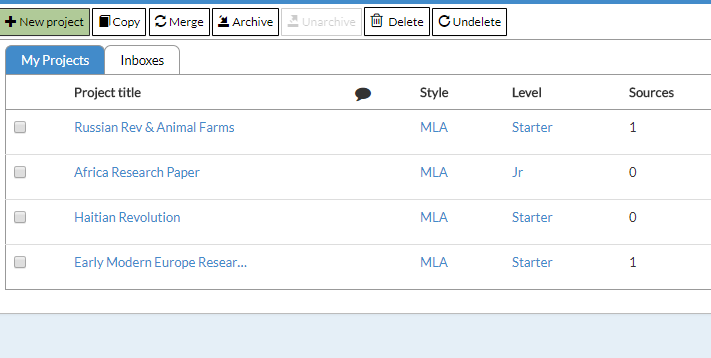 New project Copy Merge Archive Unarchive Delete Undelete
My Projects Inboxes
Project title Style Level Sources
Russian Rev & Animal Farms MLA Starter 1
Africa Research Paper MLA Jr 0
Haitian Revolution MLA Starter 0
Early Modern Europe Resear... MLA Starter 1